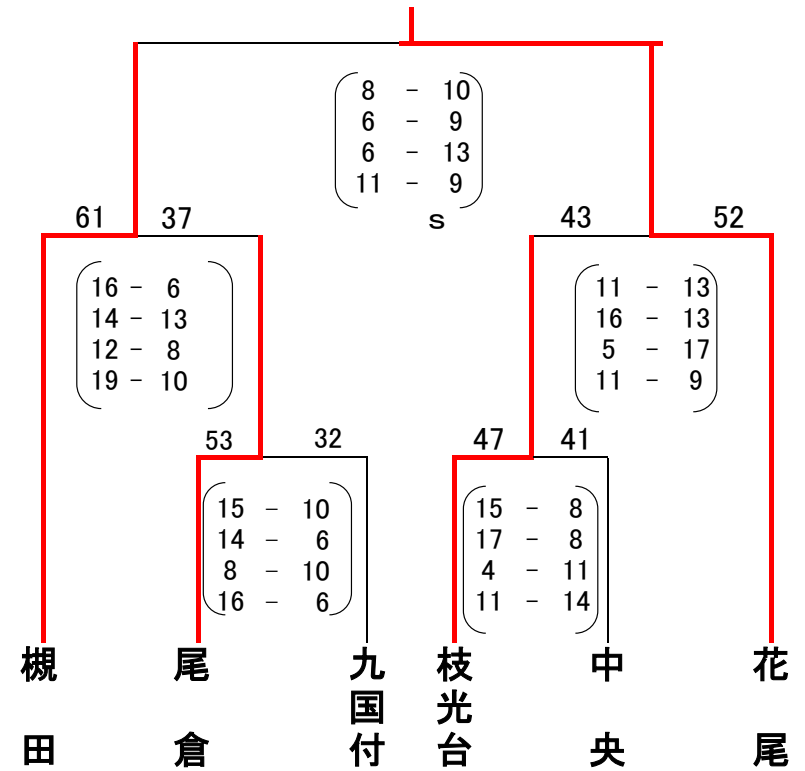 8 - 10
6 - 9
6 - 13
11 - 9
s
61 37
43 52
16 - 6
14 - 13
12 - 8
19 - 10
11 - 13
16 - 13
5 - 17
11 - 9
53 32
47 41
15 - 10
14 - 6
8 - 10
16 - 6
15 - 8
17 - 8
4 - 11
11 - 14
槻田
尾倉
九国付
枝光台
中央
花尾